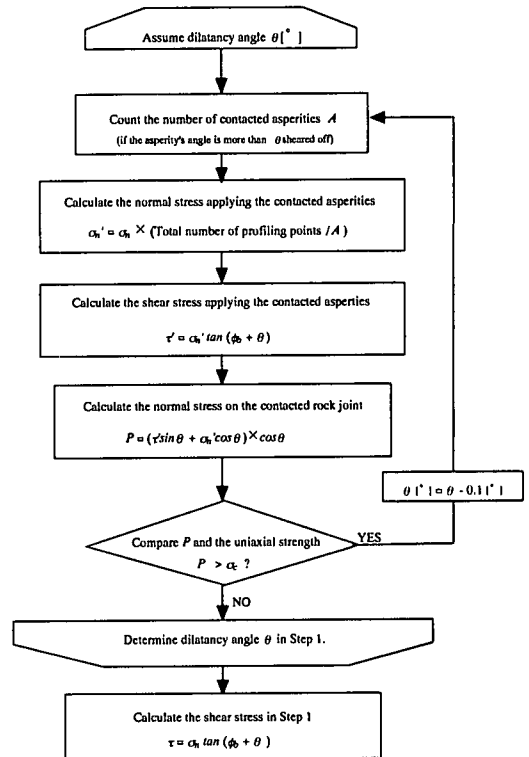 Assume dilatancy angle θ[°]
Count the number of contacted asperities A
(if the asperity's angle is more than θ sheared off)
Calculate the normal stress applying the contacted asperities
σn' = σn × (Total number of profiling points /A)
Calculate the shear stress applying the contacted asperties
τ' = σn' tan (φb + θ)
Calculate the normal stress on the contacted rock joint
P = (τ'sin θ + σn'cos θ) × cos θ
θ [°] = θ - 0.1 [°]
Compare P and the uniaxial strength
P > σc ?
YES
NO
Determine dilatancy angle θ in Step 1.
Calculate the shear stress in Step 1
τ = σn tan (φb + θ)